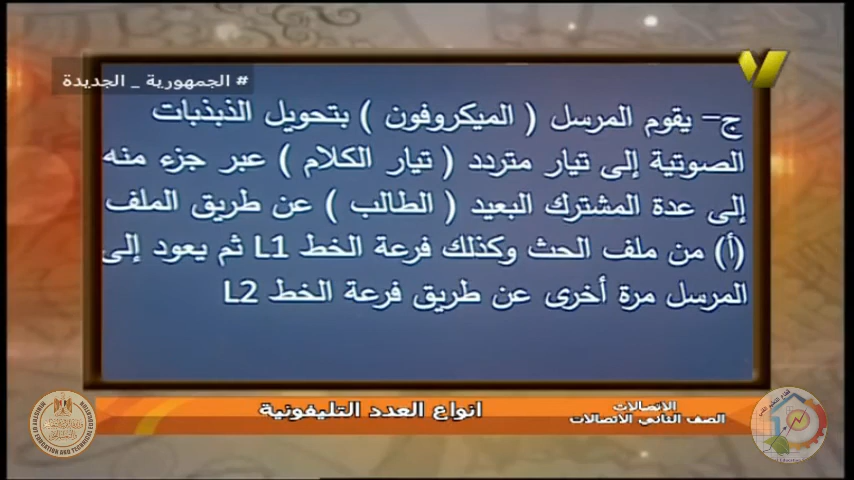 # الجمهورية _ الجديدة
ج- يقوم المرسل ( الميكروفون ) بتحويل الذبذبات
الصوتية إلى تيار متردد ( تيار الكلام ) عبر جزء منه
إلى عدة المشترك البعيد ( الطالب ) عن طريق الملف
(أ) من ملف الحث وكذلك فرعة الخط L1 ثم يعود إلى
المرسل مرة أخرى عن طريق فرعة الخط L2
الإتصالات
الصف الثاني الاتصالات
انواع العدد التليفونية